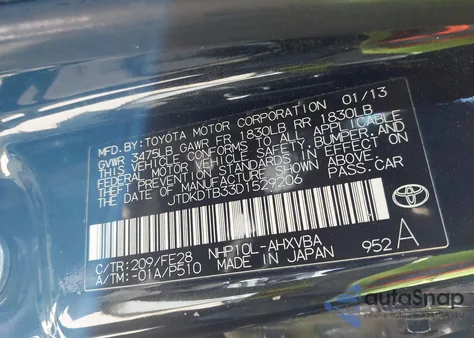 MFD.BY:TOYOTA MOTOR CORPORATION 01/13
GVWR 3475LB GAWR FR 1830LB RR 1830LB
THIS VEHICLE CONFORMS TO ALL APPLICABLE
FEDERAL MOTOR VEHICLE SAFETY, BUMPER, AND
THEFT PREVENTION STANDARDS IN EFFECT ON
THE DATE OF MANUFACTURE SHOWN ABOVE.
JTDKDTB33D1529206 PASS.CAR
C/TR:209/FE28 NHP10L-AHXVBA
A/TM:-01A/P510 MADE IN JAPAN 952A
autoSnap